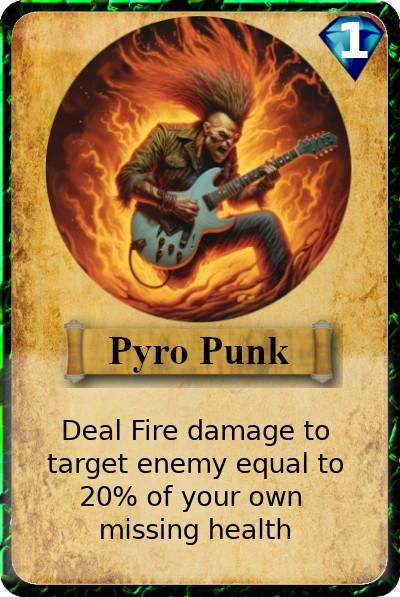 1
Pyro Punk
Deal Fire damage to
target enemy equal to
20% of your own
missing health